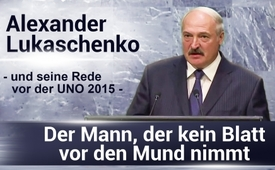 Alexander
Lukaschenko
- und seine Rede
vor der UNO 2015 -
Der Mann, der kein Blatt
vor den Mund nimmt